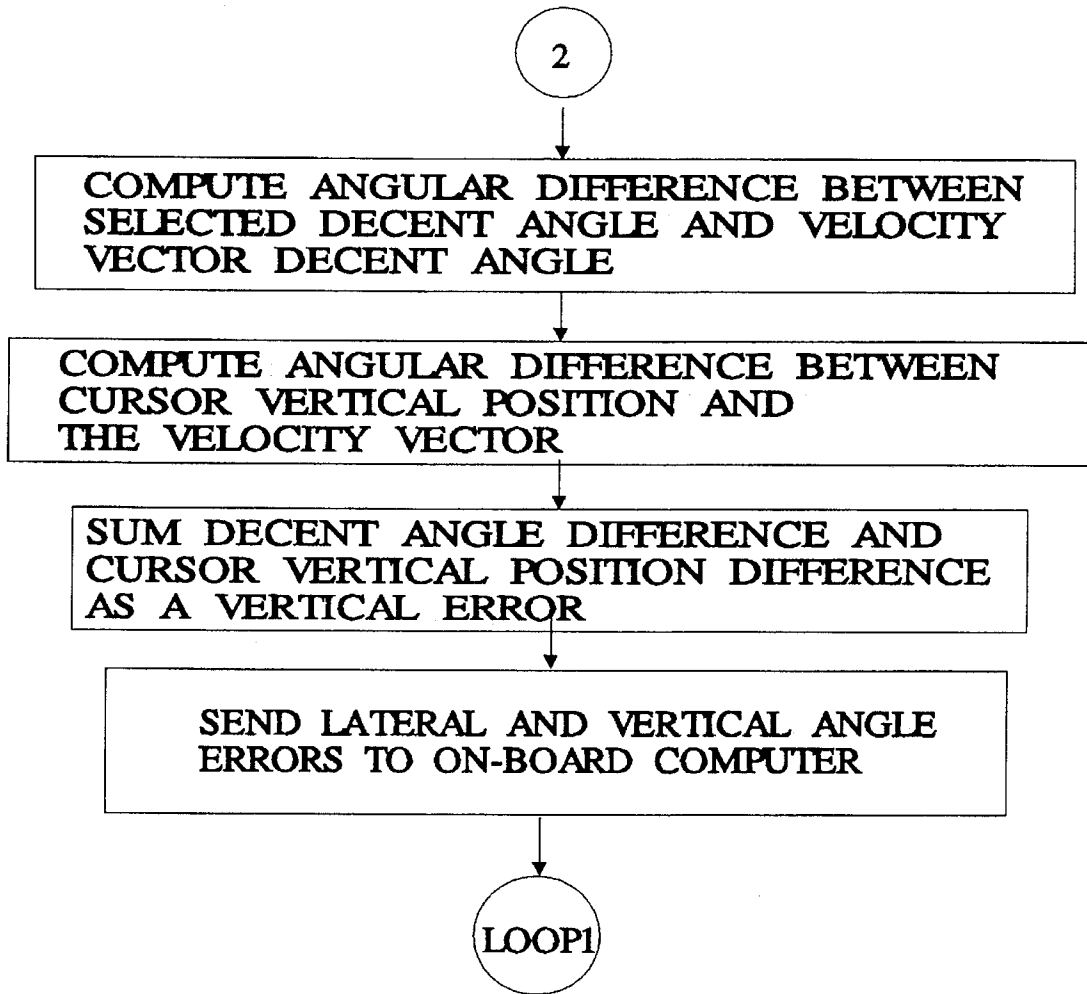 2
COMPUTE ANGULAR DIFFERENCE BETWEEN
SELECTED DECENT ANGLE AND VELOCITY
VECTOR DECENT ANGLE
COMPUTE ANGULAR DIFFERENCE BETWEEN
CURSOR VERTICAL POSITION AND
THE VELOCITY VECTOR
SUM DECENT ANGLE DIFFERENCE AND
CURSOR VERTICAL POSITION DIFFERENCE
AS A VERTICAL ERROR
SEND LATERAL AND VERTICAL ANGLE
ERRORS TO ON-BOARD COMPUTER
LOOP1